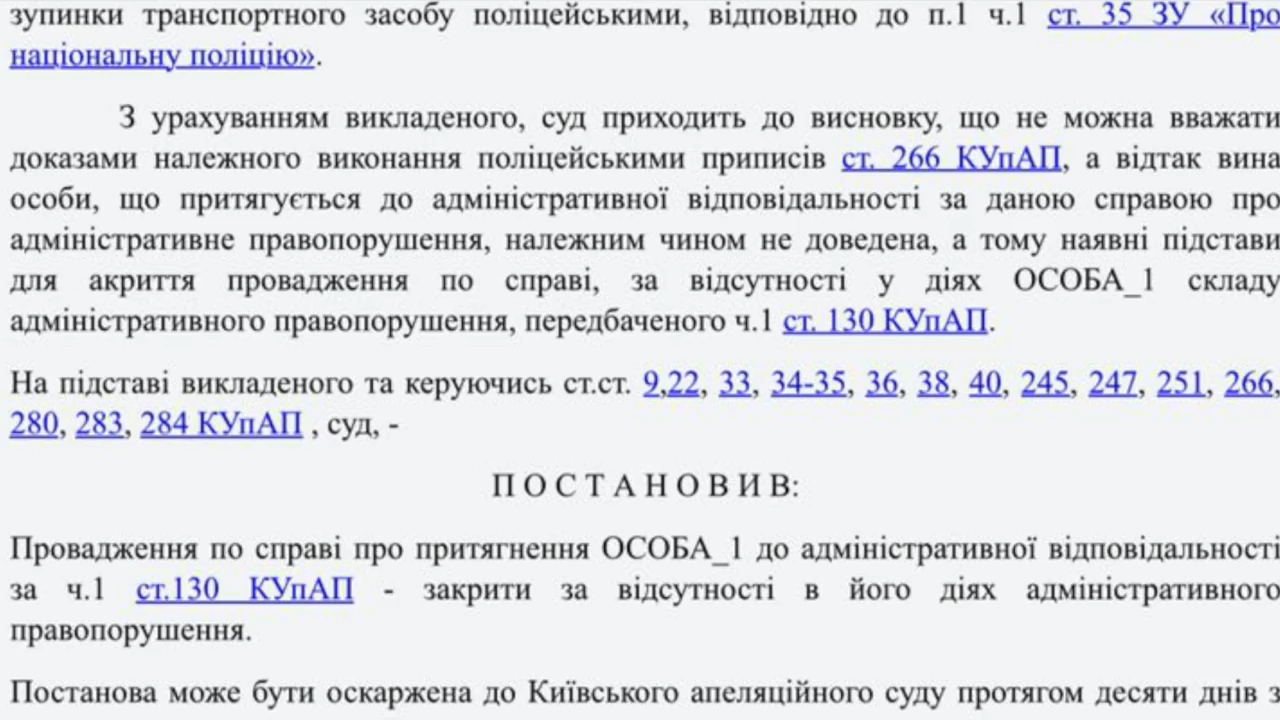 зупинки транспортного засобу поліцейськими, відповідно до п.1 ч.1 ст. 35 ЗУ «Про
національну поліцію».
З урахуванням викладеного, суд приходить до висновку, що не можна вважати
доказами належного виконання поліцейськими приписів ст. 266 КУпАП, а відтак вина
особи, що притягується до адміністративної відповідальності за даною справою про
адміністративне правопорушення, належним чином не доведена, а тому наявні підстави
для акриття провадження по справі, за відсутності у діях ОСОБА_1 складу
адміністративного правопорушення, передбаченого ч.1 ст. 130 КУпАП.
На підставі викладеного та керуючись ст.ст. 9,22, 33, 34-35, 36, 38, 40, 245, 247, 251, 266,
280, 283, 284 КУпАП , суд, -
П О С Т А Н О В И В:
Провадження по справі про притягнення ОСОБА_1 до адміністративної відповідальності
за ч.1 ст.130 КУпАП - закрити за відсутності в його діях адміністративного
правопорушення.
Постанова може бути оскаржена до Київського апеляційного суду протягом десяти днів з